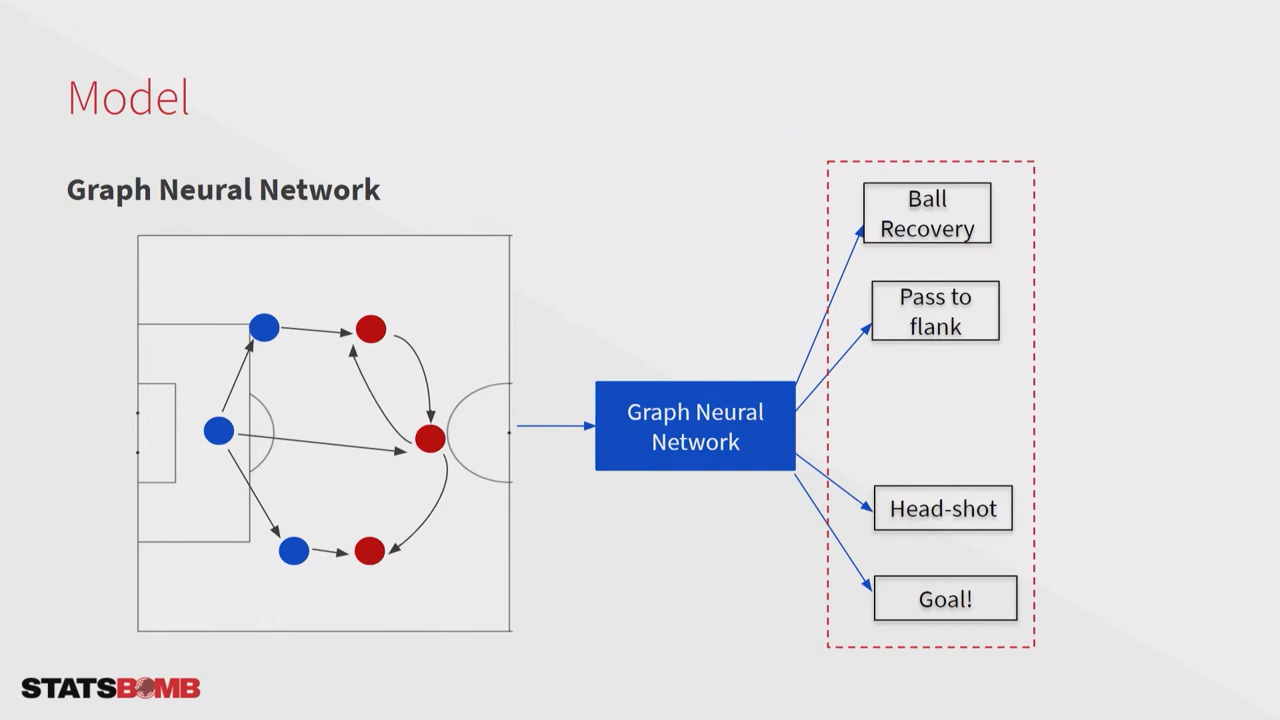 Model
Graph Neural Network
Ball
Recovery
Pass to
flank
Graph Neural
Network
Head-shot
Goal!
STATSBOMB